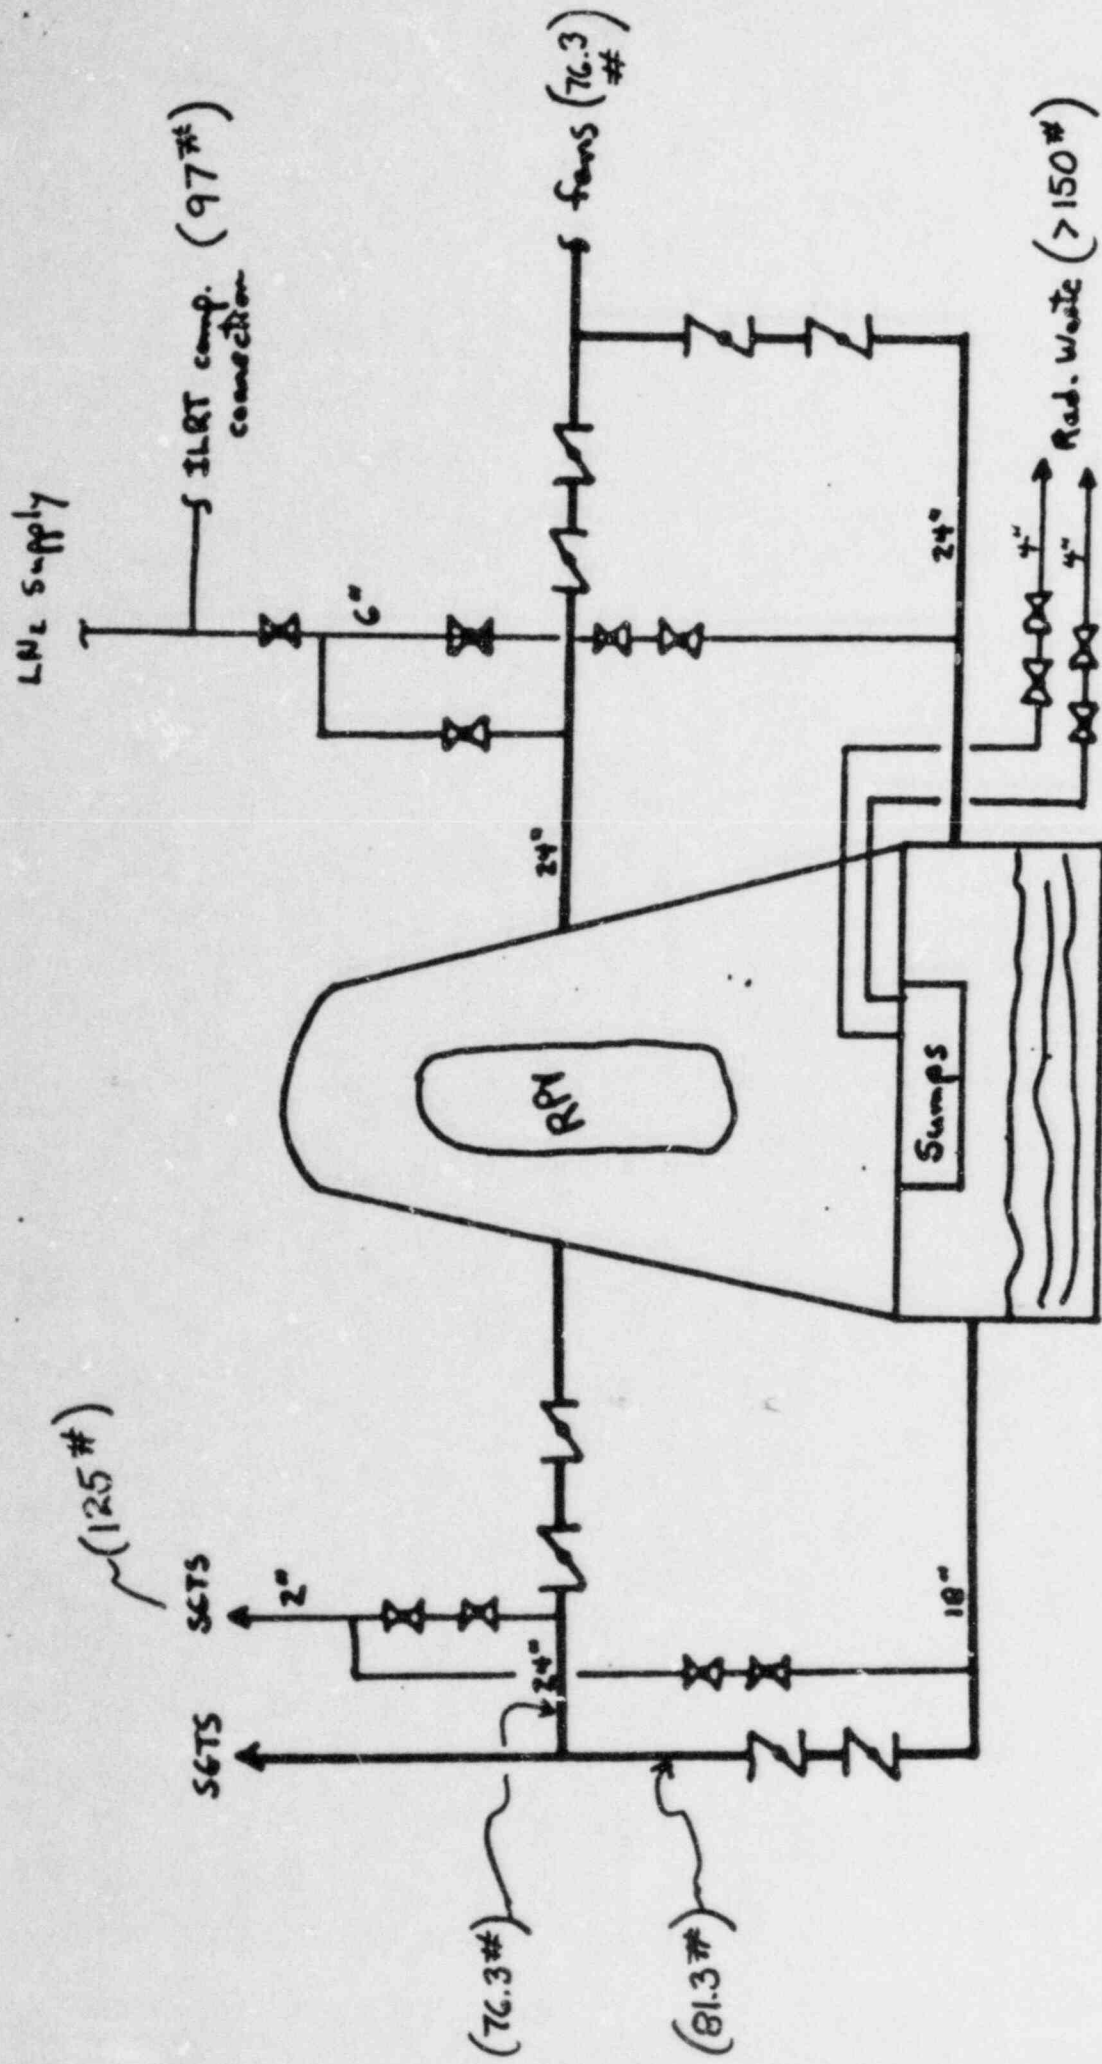 LN2 Supply
ILRT comp. (97#)
connection
(125#)
SGTS
SGTS
2"
6"
fans (76.3
#)
24"
24"
24"
RPV
(76.3#)
(81.3#)
18"
Sumps
4"
4"
Rad. Waste (>150#)